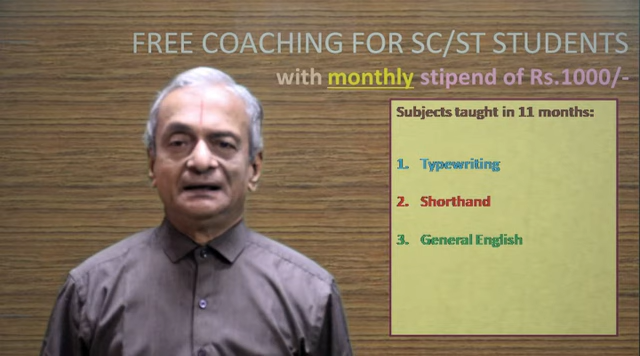 FREE COACHING FOR SC/ST STUDENTS
with monthly stipend of Rs.1000/-
Subjects taught in 11 months:
1. Typewriting
2. Shorthand
3. General English